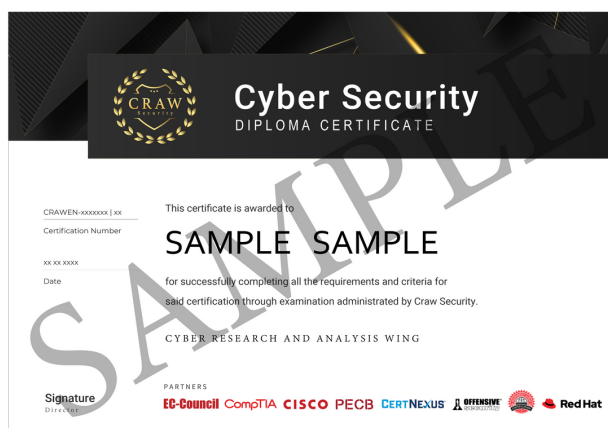 CRAW
Security
Cyber Security
DIPLOMA CERTIFICATE
CRAWEN-xxxxxxx | xx
Certification Number
xx xx xxxx
Date
This certificate is awarded to
SAMPLE SAMPLE
for successfully completing all the requirements and criteria for
said certification through examination administrated by Craw Security.
CYBER RESEARCH AND ANALYSIS WING
SAMPLE
Signature
Director
PARTNERS
EC-Council CompTIA CISCO PECB CERTNEXUS OFFENSIVE security Red Hat